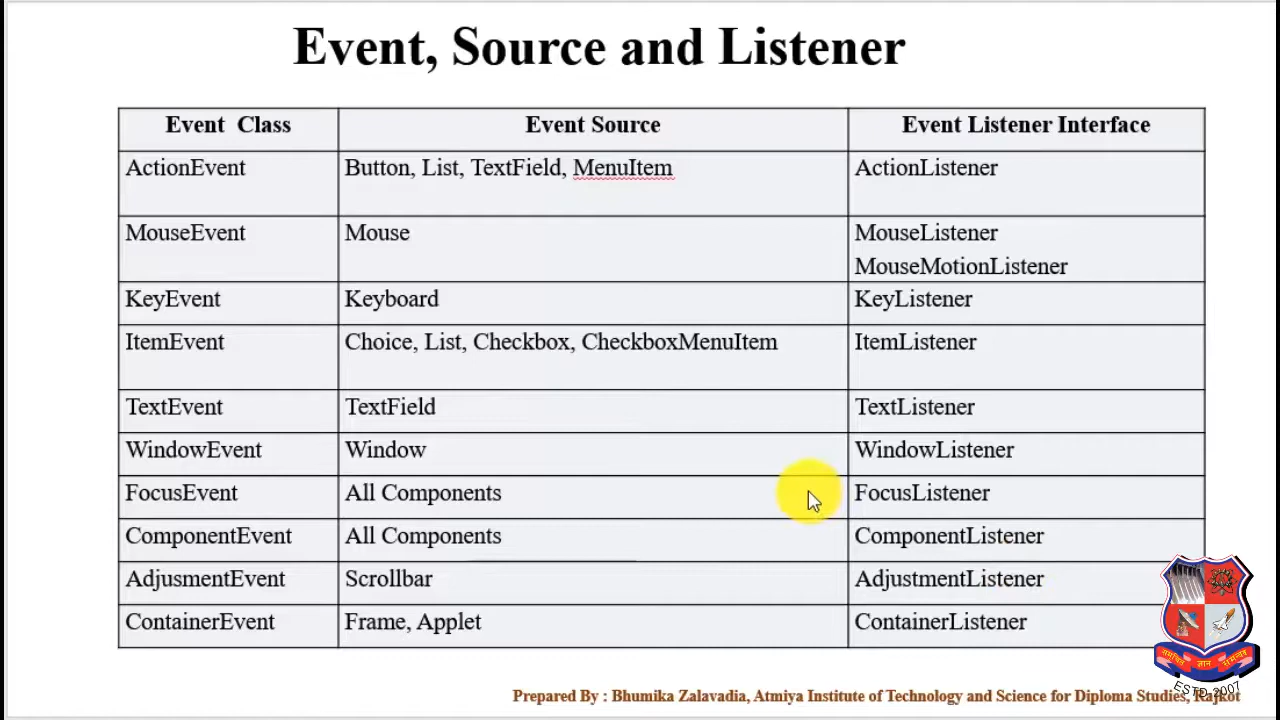 Event, Source and Listener
Event Class Event Source Event Listener Interface
ActionEvent Button, List, TextField, MenuItem ActionListener
MouseEvent Mouse MouseListener
MouseMotionListener
KeyEvent Keyboard KeyListener
ItemEvent Choice, List, Checkbox, CheckboxMenuItem ItemListener
TextEvent TextField TextListener
WindowEvent Window WindowListener
FocusEvent All Components FocusListener
ComponentEvent All Components ComponentListener
AdjusmentEvent Scrollbar AdjustmentListener
ContainerEvent Frame, Applet ContainerListener
ज्ञान
ESTD.2007
Prepared By : Bhumika Zalavadia, Atmiya Institute of Technology and Science for Diploma Studies, Rajkot